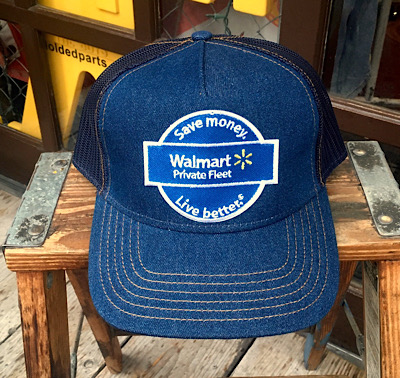 oldedparts
Save money.
Walmart
Private Fleet
Live better.